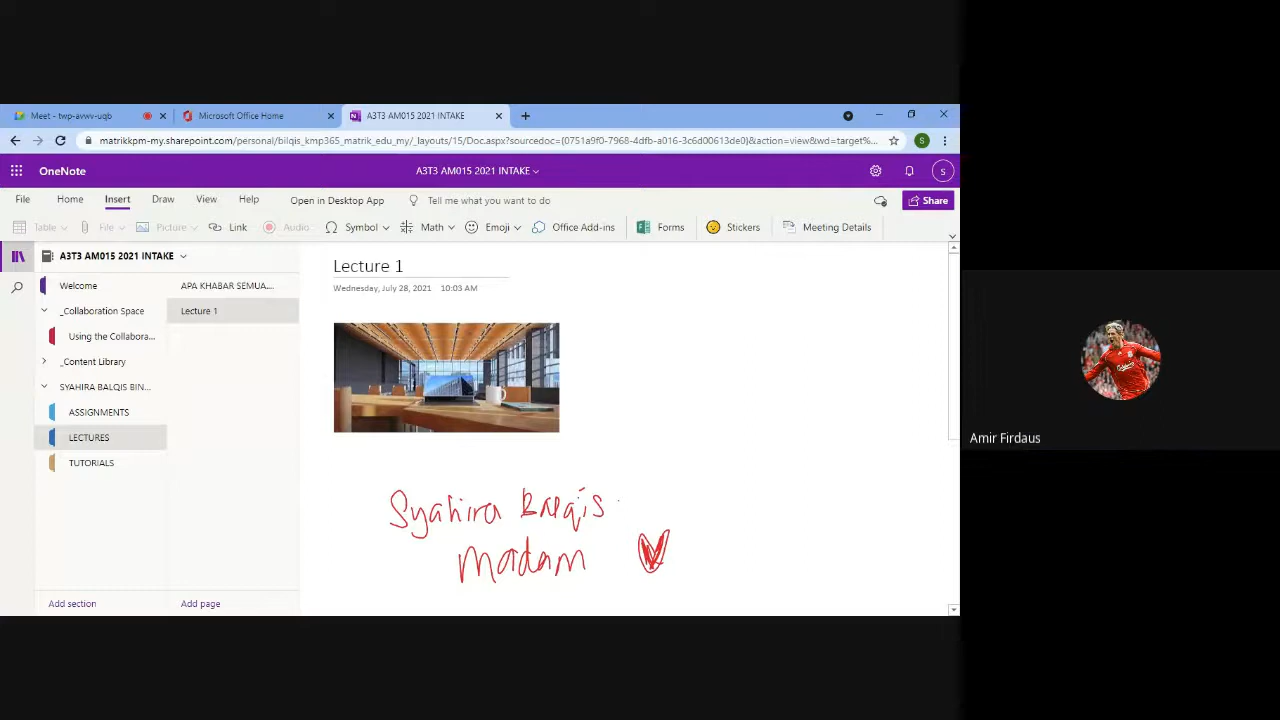 Meet - twp-avwv-uqb
Microsoft Office Home
A3T3 AM015 2021 INTAKE
matrikkpm-my.sharepoint.com/personal/bilqis_kmp365_matrik_edu_my/_layouts/15/Doc.aspx?sourcedoc={0751a9f0-7968-4dfb-a016-3c6d00613de0}&action=view&wd=target%...
S
OneNote
A3T3 AM015 2021 INTAKE
S
File Home Insert Draw View Help Open in Desktop App Tell me what you want to do Share
Table File Picture Link Audio Symbol Math Emoji Office Add-ins Forms Stickers Meeting Details
A3T3 AM015 2021 INTAKE
Welcome
_Collaboration Space
Using the Collabora...
_Content Library
SYAHIRA BALQIS BIN...
ASSIGNMENTS
LECTURES
TUTORIALS
Add section
APA KHABAR SEMUA....
Lecture 1
Add page
Lecture 1
Wednesday, July 28, 2021 10:03 AM
Syahira Balqis
Madam
Amir Firdaus